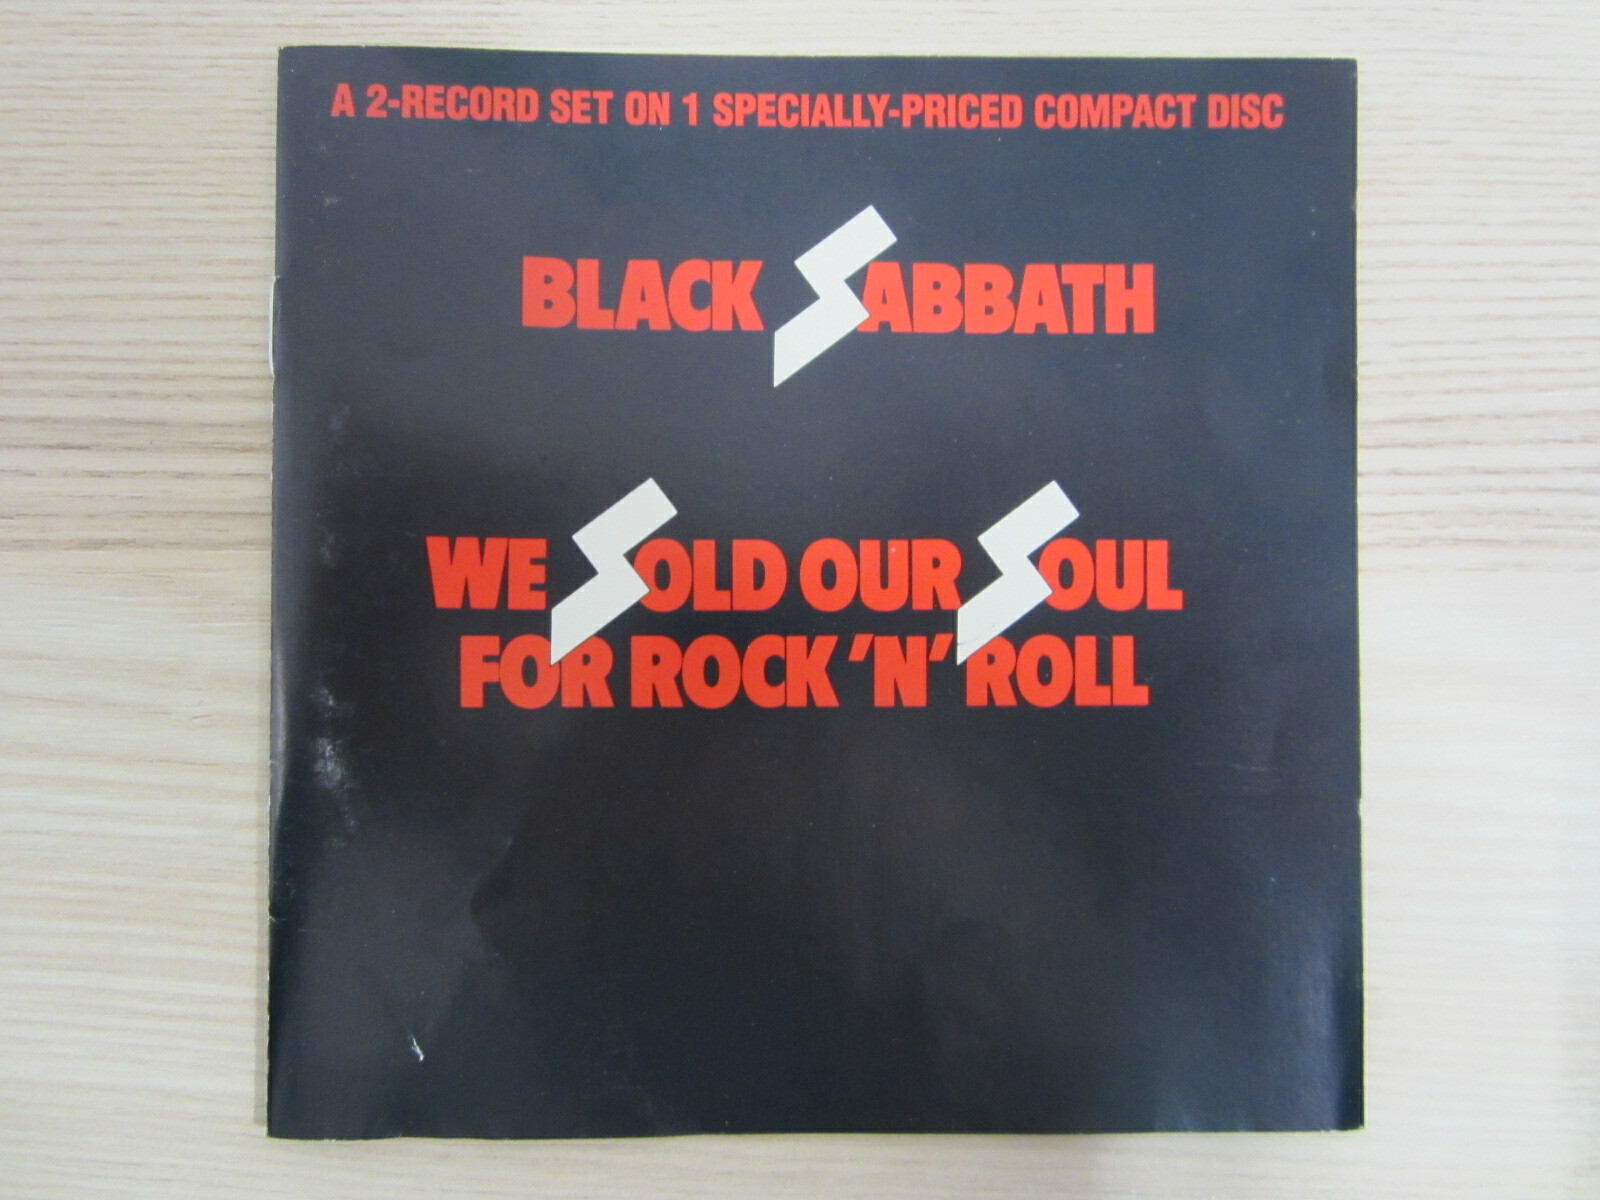 A 2-RECORD SET ON 1 SPECIALLY-PRICED COMPACT DISC
BLACK SABBATH
WE SOLD OUR SOUL
FOR ROCK 'N' ROLL